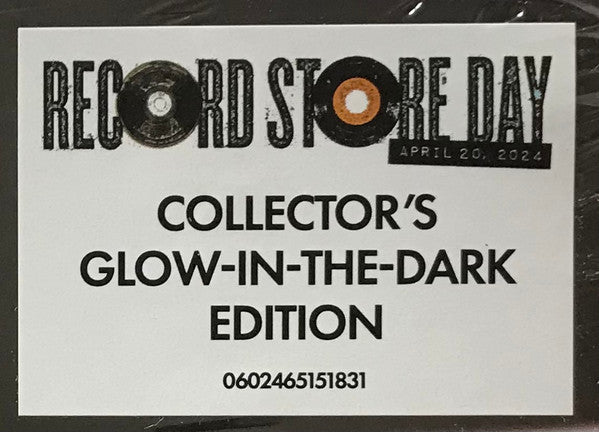 RECORD STORE DAY
APRIL 20, 2024
COLLECTOR'S
GLOW-IN-THE-DARK
EDITION
0602465151831